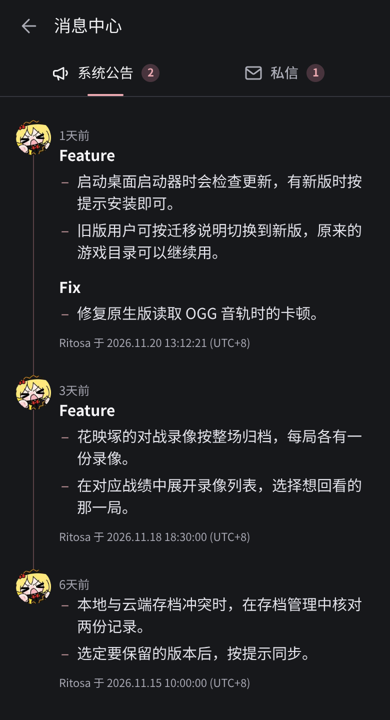 消息中心
系统公告 2
私信 1
1天前
Feature
– 启动桌面启动器时会检查更新，有新版时按
提示安装即可。
– 旧版用户可按迁移说明切换到新版，原来的
游戏目录可以继续用。
Fix
– 修复原生版读取 OGG 音轨时的卡顿。
Ritosa 于 2026.11.20 13:12:21 (UTC+8)
3天前
Feature
– 花映塚的对战录像按整场归档，每局各有一
份录像。
– 在对应战绩中展开录像列表，选择想回看的
那一局。
Ritosa 于 2026.11.18 18:30:00 (UTC+8)
6天前
– 本地与云端存档冲突时，在存档管理中核对
两份记录。
– 选定要保留的版本后，按提示同步。
Ritosa 于 2026.11.15 10:00:00 (UTC+8)